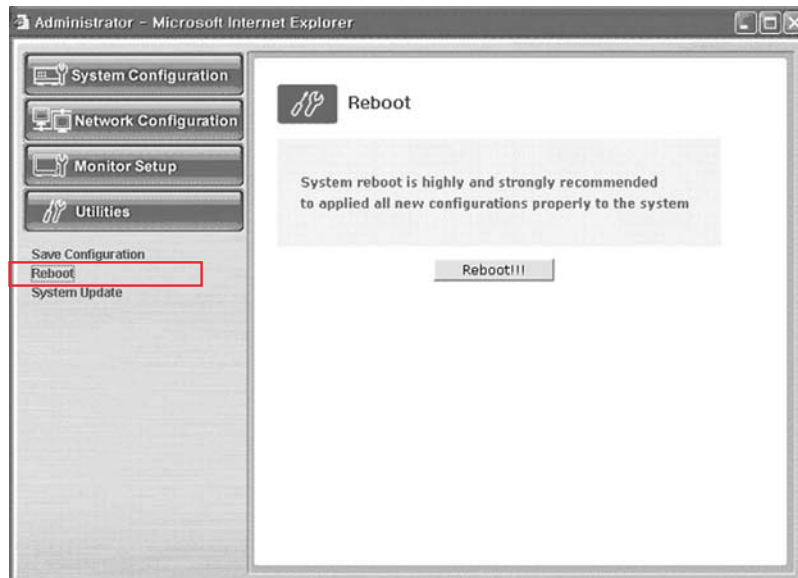 Administrator - Microsoft Internet Explorer
System Configuration
Network Configuration
Monitor Setup
Utilities
Save Configuration
Reboot
System Update
Reboot
System reboot is highly and strongly recommended
to applied all new configurations properly to the system
Reboot!!!